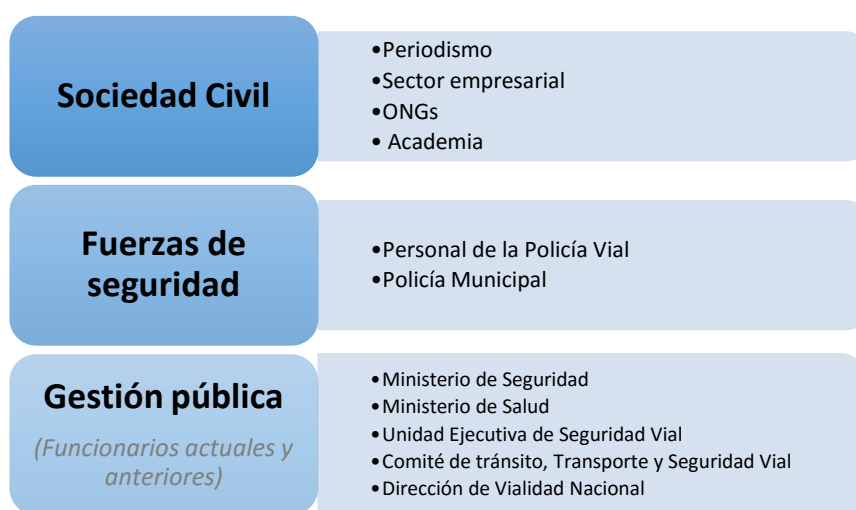 Sociedad Civil
•Periodismo
•Sector empresarial
•ONGs
• Academia
Fuerzas de
seguridad
•Personal de la Policía Vial
•Policía Municipal
Gestión pública
(Funcionarios actuales y
anteriores)
•Ministerio de Seguridad
•Ministerio de Salud
•Unidad Ejecutiva de Seguridad Vial
•Comité de tránsito, Transporte y Seguridad Vial
•Dirección de Vialidad Nacional